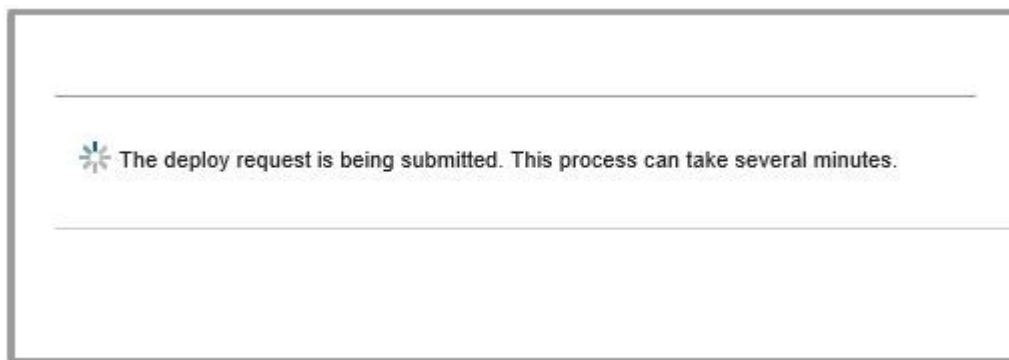 The deploy request is being submitted. This process can take several minutes.